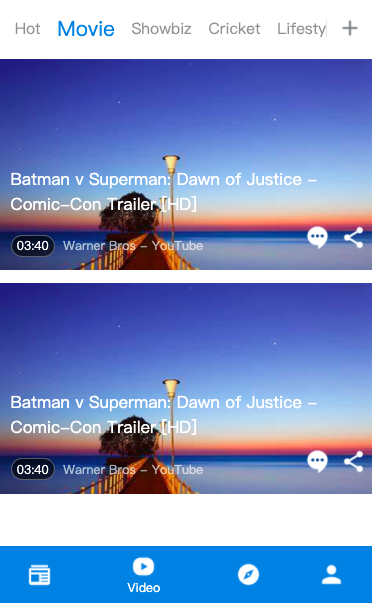 Hot Movie Showbiz Cricket Lifesty
Batman v Superman: Dawn of Justice -
Comic-Con Trailer [HD]
03:40 Warner Bros - YouTube
Batman v Superman: Dawn of Justice -
Comic-Con Trailer [HD]
03:40 Warner Bros - YouTube
Video